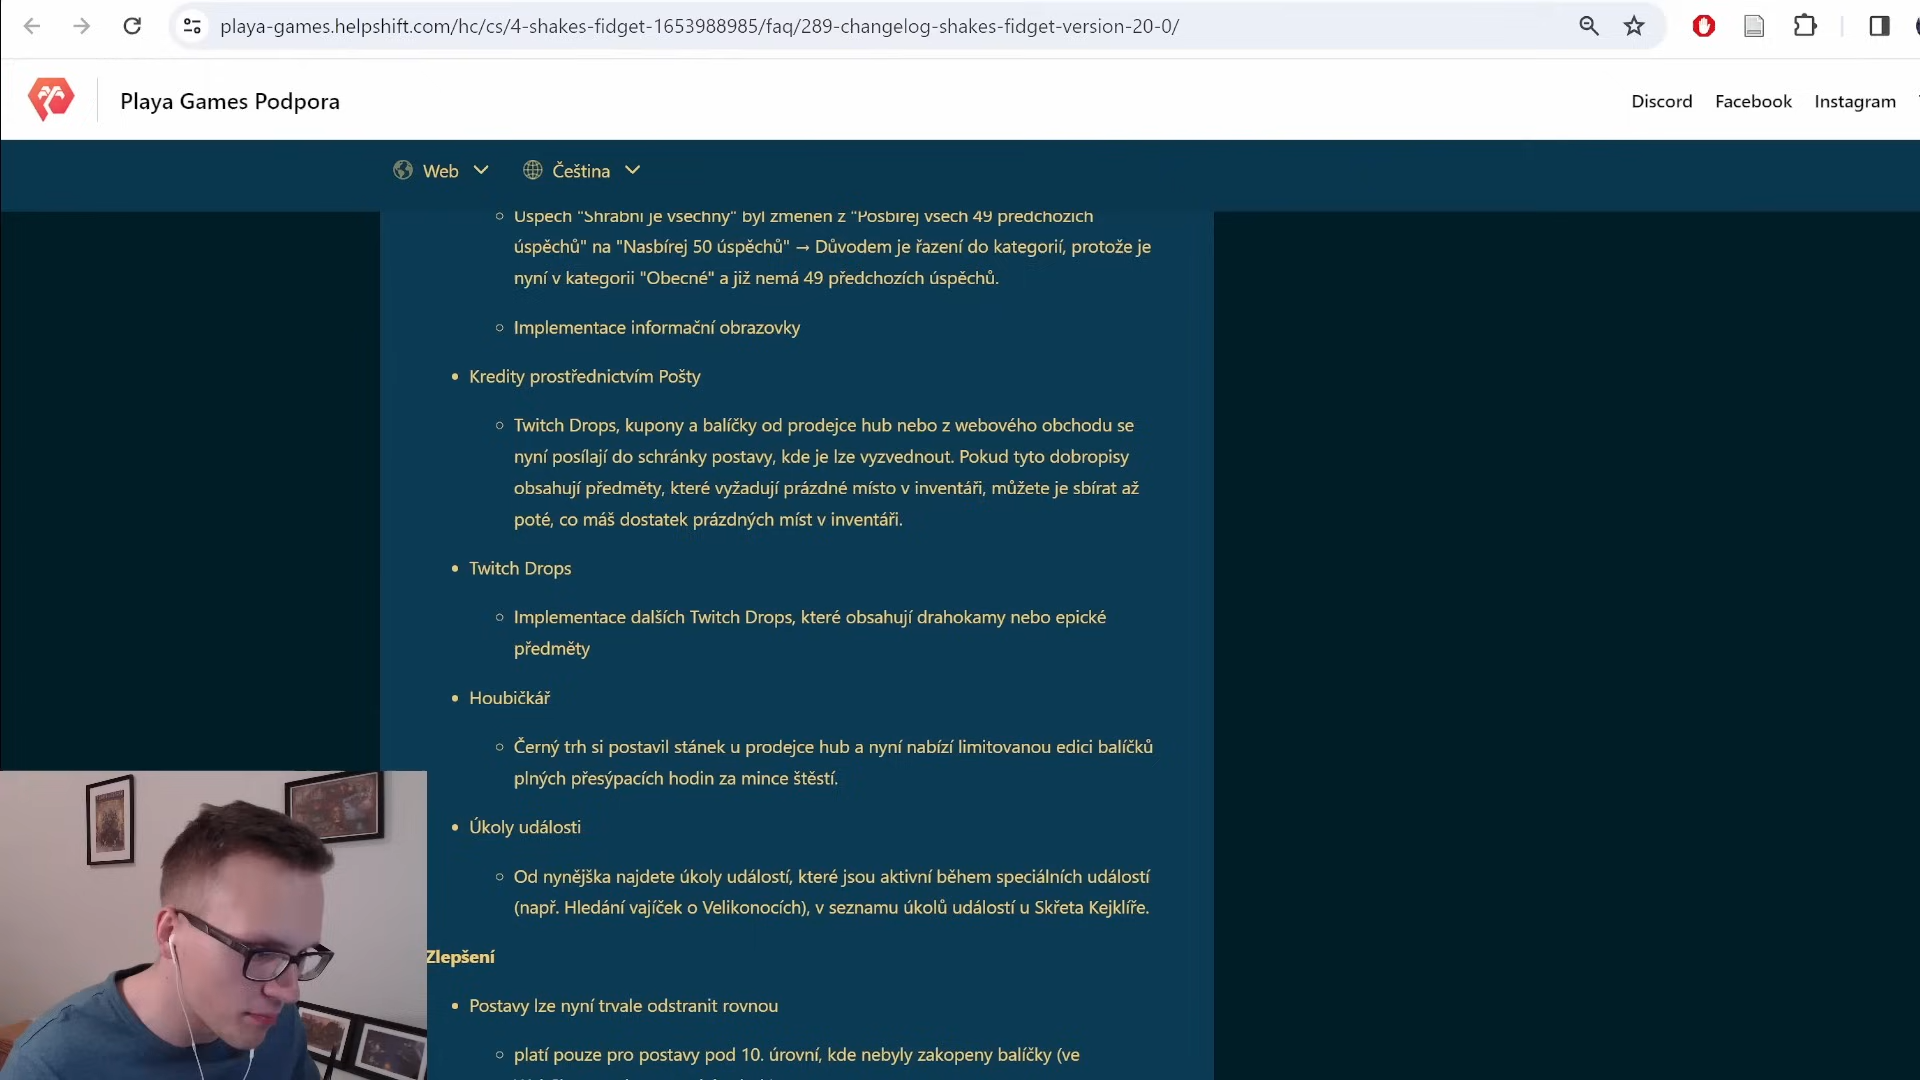 playa-games.helpshift.com/hc/cs/4-shakes-fidget-1653988985/faq/289-changelog-shakes-fidget-version-20-0/
Playa Games Podpora
Discord Facebook Instagram
Web Čeština
Úspěch "Shrábni je všechny" byl změněn z "Posbírej všech 49 předchozích
úspěchů" na "Nasbírej 50 úspěchů" → Důvodem je řazení do kategorií, protože je
nyní v kategorii "Obecné" a již nemá 49 předchozích úspěchů.
Implementace informační obrazovky
Kredity prostřednictvím Pošty
Twitch Drops, kupony a balíčky od prodejce hub nebo z webového obchodu se
nyní posílají do schránky postavy, kde je lze vyzvednout. Pokud tyto dobropisy
obsahují předměty, které vyžadují prázdné místo v inventáři, můžete je sbírat až
poté, co máš dostatek prázdných míst v inventáři.
Twitch Drops
Implementace dalších Twitch Drops, které obsahují drahokamy nebo epické
předměty
Houbičkář
Černý trh si postavil stánek u prodejce hub a nyní nabízí limitovanou edici balíčků
plných přesýpacích hodin za mince štěstí.
Úkoly události
Od nynějška najdete úkoly událostí, které jsou aktivní během speciálních událostí
(např. Hledání vajíček o Velikonocích), v seznamu úkolů událostí u Skřeta Kejklíře.
Zlepšení
Postavy lze nyní trvale odstranit rovnou
platí pouze pro postavy pod 10. úrovní, kde nebyly zakopeny balíčky (ve